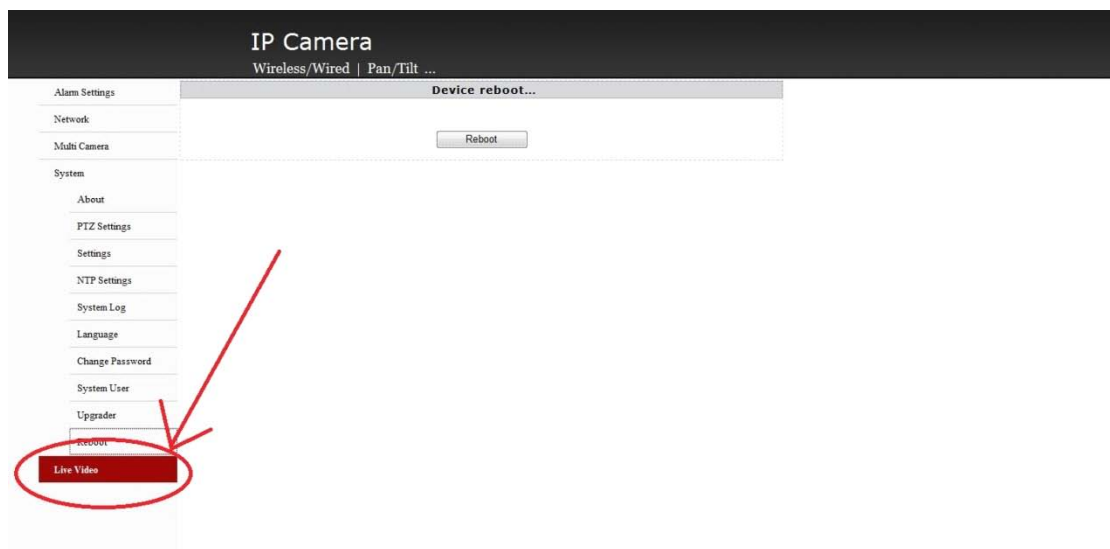 IP Camera
Wireless/Wired | Pan/Tilt ...
Alarm Settings
Device reboot...
Network
Reboot
Multi Camera
System
About
PTZ Settings
Settings
NTP Settings
System Log
Language
Change Password
System User
Upgrader
Reboot
Live Video